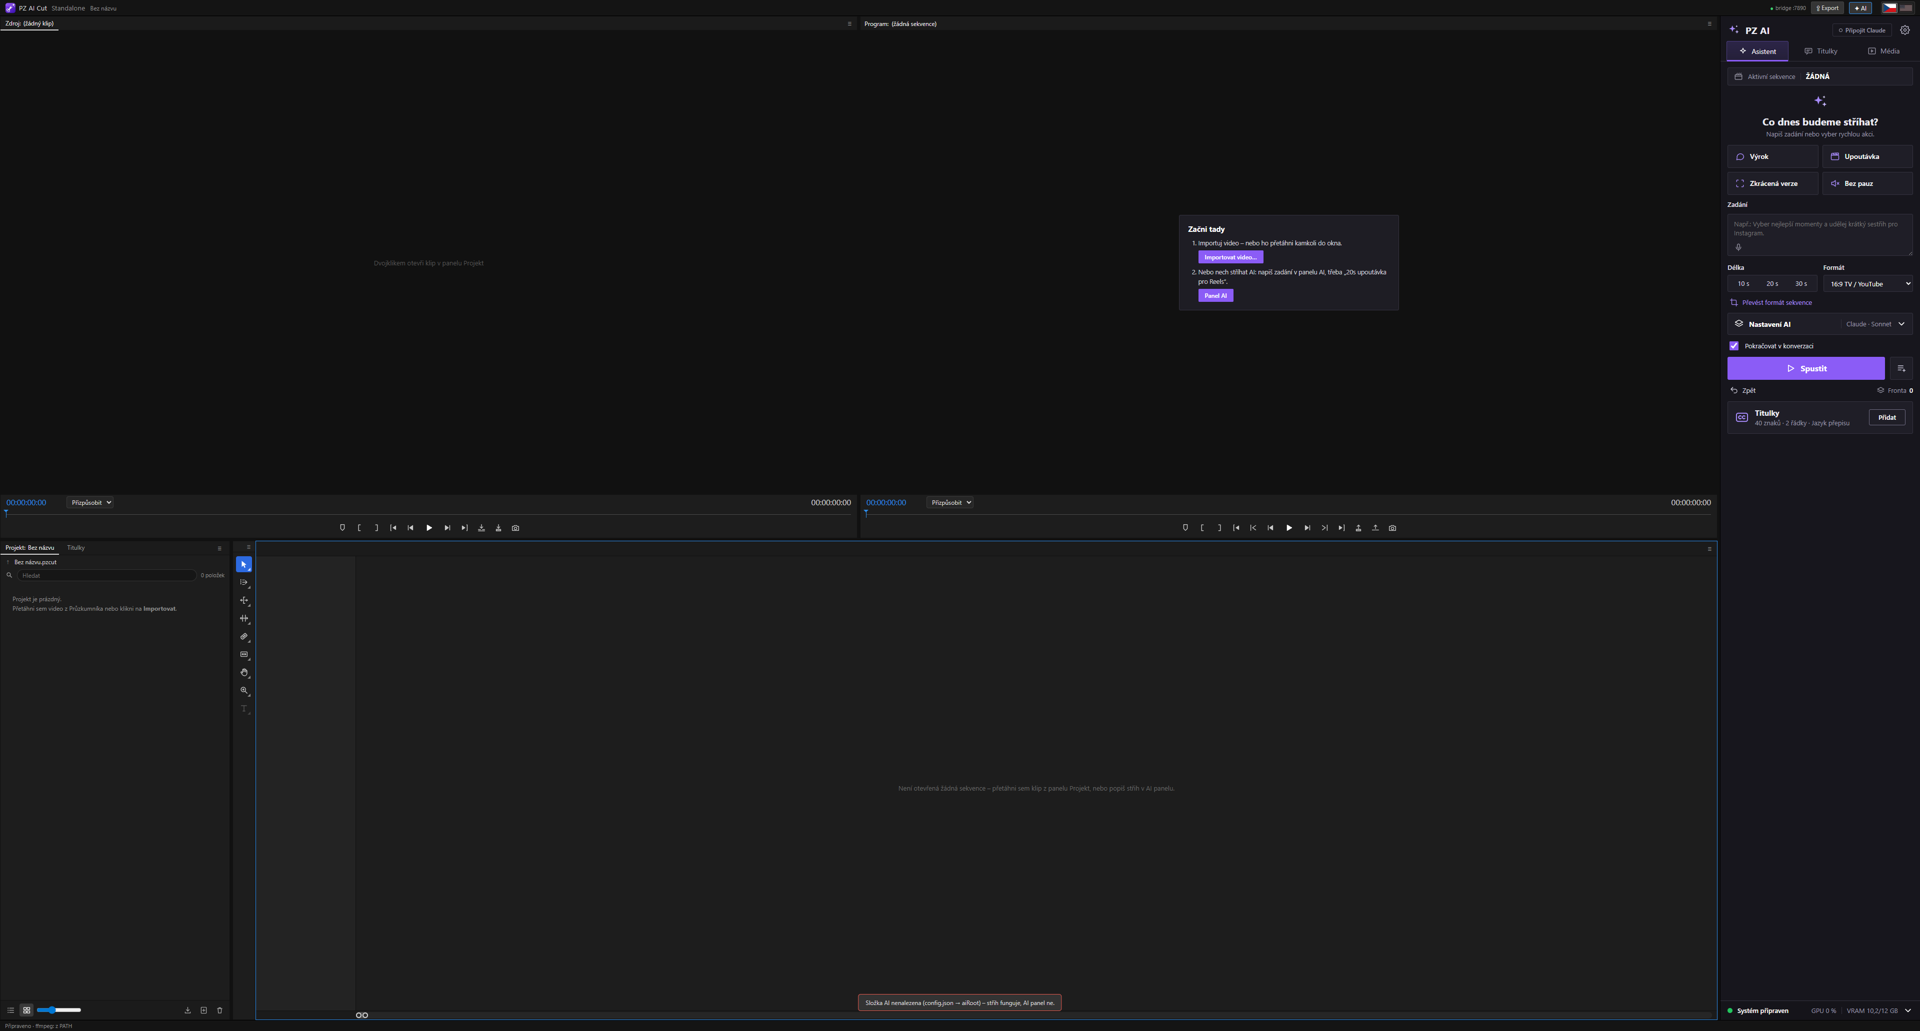 PZ AI Cut Standalone Bez názvu
bridge :7890 Export AI
Zdroj: (žádný klip)
Program: (žádná sekvence)
PZ AI
Připojit Claude
Asistent Titulky Média
Aktivní sekvence ŽÁDNÁ
Co dnes budeme stříhat?
Napiš zadání nebo vyber rychlou akci.
Výrok Upoutávka
Zkrácená verze Bez pauz
Zadání
Např.: Vyber nejlepší momenty a udělej krátký sestřih pro
Instagram.
Délka Formát
10 s 20 s 30 s 16:9 TV / YouTube
Převést formát sekvence
Nastavení AI Claude · Sonnet
Pokračovat v konverzaci
Spustit
Zpět Fronta 0
CC Titulky
40 znaků · 2 řádky · Jazyk přepisu
Přidat
Dvojklikem otevři klip v panelu Projekt
Začni tady
1. Importuj video – nebo ho přetáhni kamkoli do okna.
Importovat video...
2. Nebo nech stříhat AI: napiš zadání v panelu AI, třeba „20s upoutávka
pro Reels“.
Panel AI
00:00:00:00 Přizpůsobit 00:00:00:00
00:00:00:00 Přizpůsobit 00:00:00:00
Projekt: Bez názvu Titulky
Bez názvu.pzcut
Hledat 0 položek
Projekt je prázdný.
Přetáhni sem video z Průzkumníka nebo klikni na Importovat.
Není otevřená žádná sekvence – přetáhni sem klip z panelu Projekt, nebo popiš střih v AI panelu.
Složka AI nenalezena (config.json → aiRoot) – střih funguje, AI panel ne.
Systém připraven GPU 0 % VRAM 10,2/12 GB
Připraveno · ffmpeg: z PATH